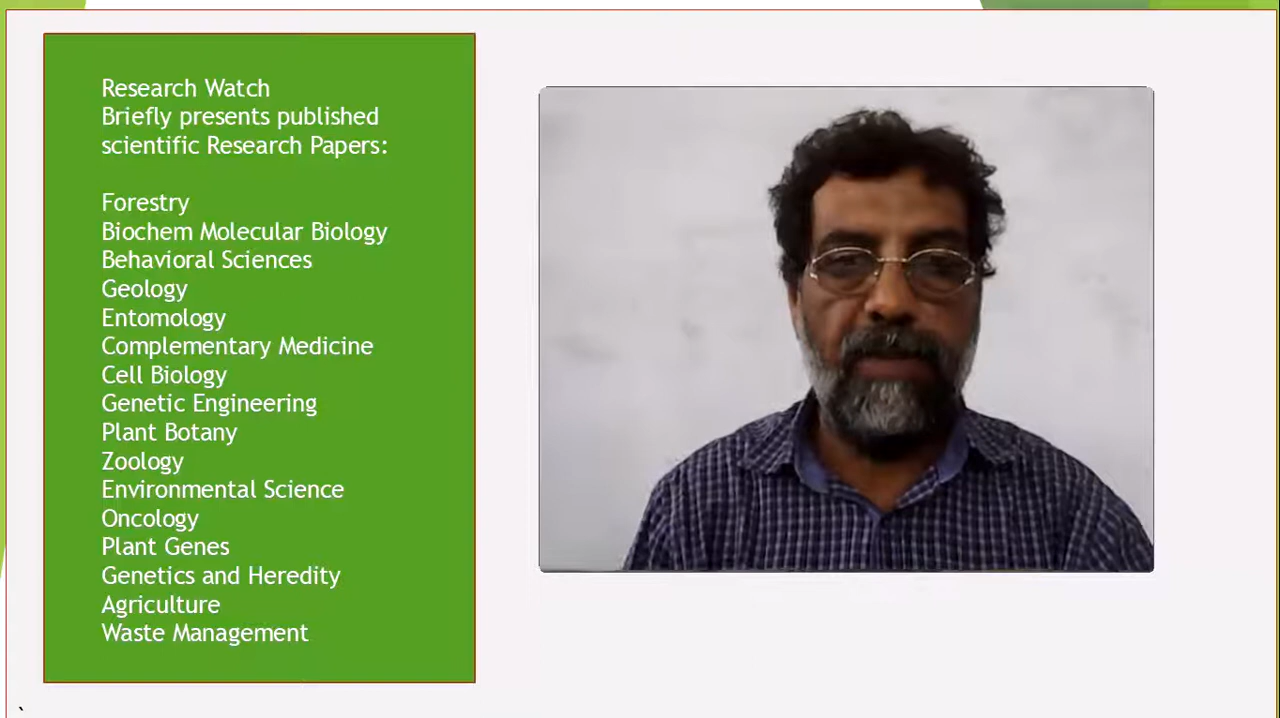 Research Watch
Briefly presents published
scientific Research Papers:
Forestry
Biochem Molecular Biology
Behavioral Sciences
Geology
Entomology
Complementary Medicine
Cell Biology
Genetic Engineering
Plant Botany
Zoology
Environmental Science
Oncology
Plant Genes
Genetics and Heredity
Agriculture
Waste Management
`